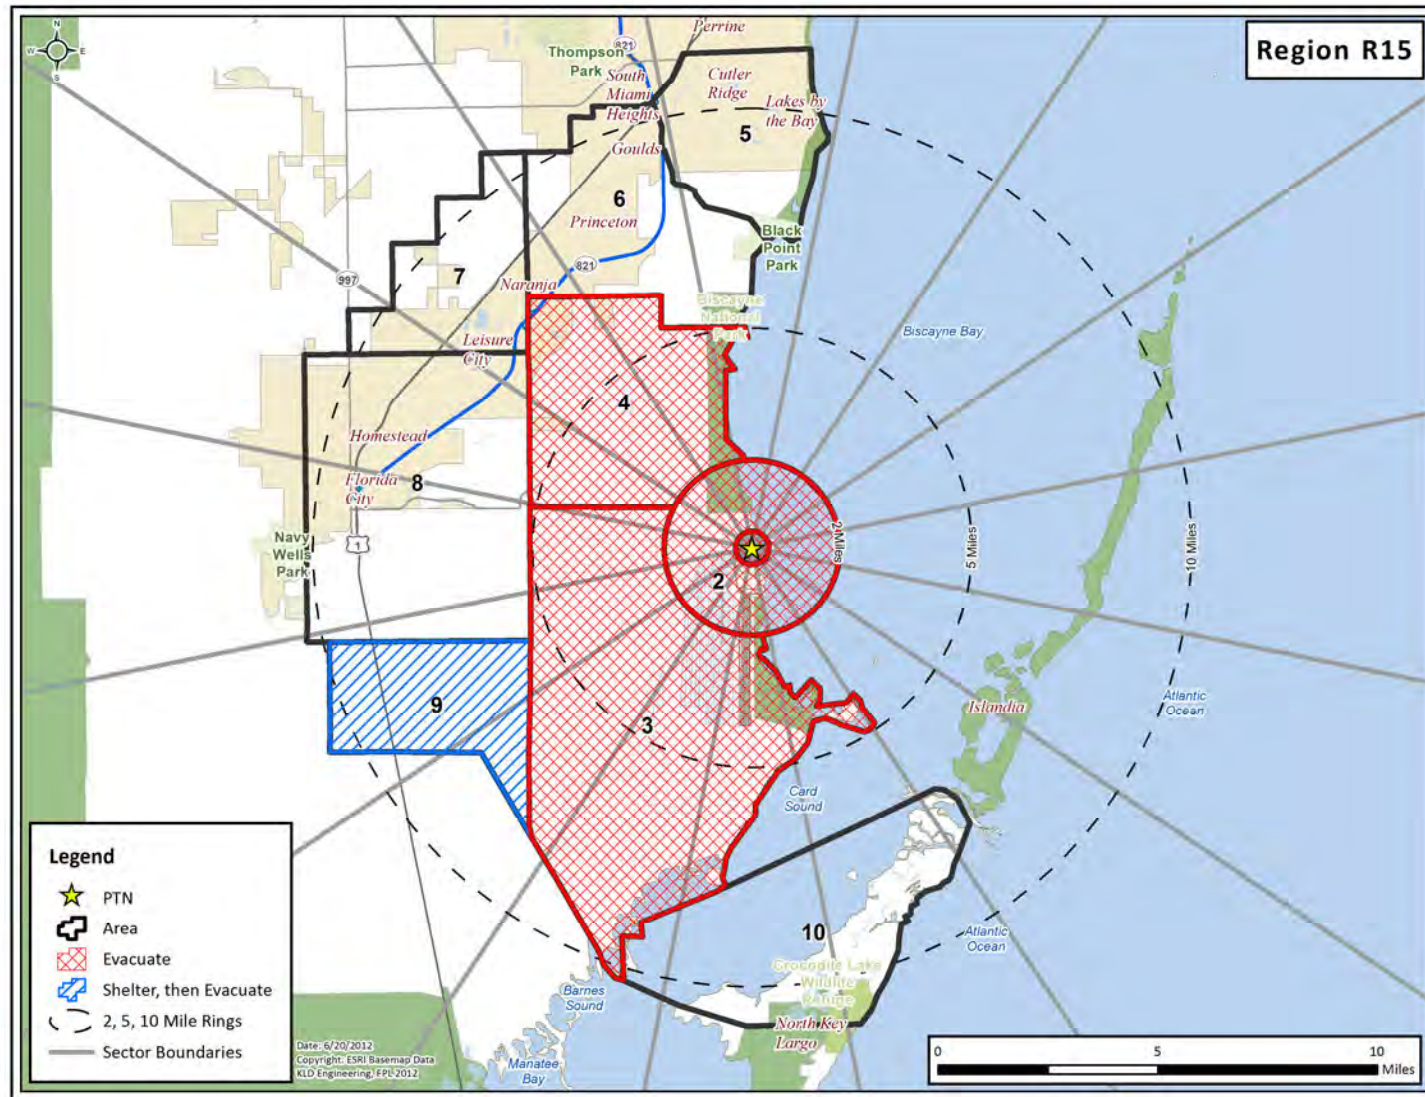 Region R15
N
W
E
S
Perrine
821
Thompson
Park
South
Miami
Heights
Cutler
Ridge
Lakes by
the Bay
5
Goulds
6
Princeton
Black
Point
Park
821
997
7
Naranja
Biscayne
National
Park
Biscayne Bay
Leisure
City
4
Homestead
Florida
City
8
1
Navy
Wells
Park
2 Miles
5 Miles
10 Miles
2
9
3
Islandia
Atlantic
Ocean
Card
Sound
10
Atlantic
Ocean
Crocodile Lake
Wildlife
Refuge
Barnes
Sound
North Key
Largo
Manatee
Bay
Legend
PTN
Area
Evacuate
Shelter, then Evacuate
2, 5, 10 Mile Rings
Sector Boundaries
Date: 6/20/2012
Copyright: ESRI Basemap Data
KLD Engineering, FPL 2012
0
5
10
Miles